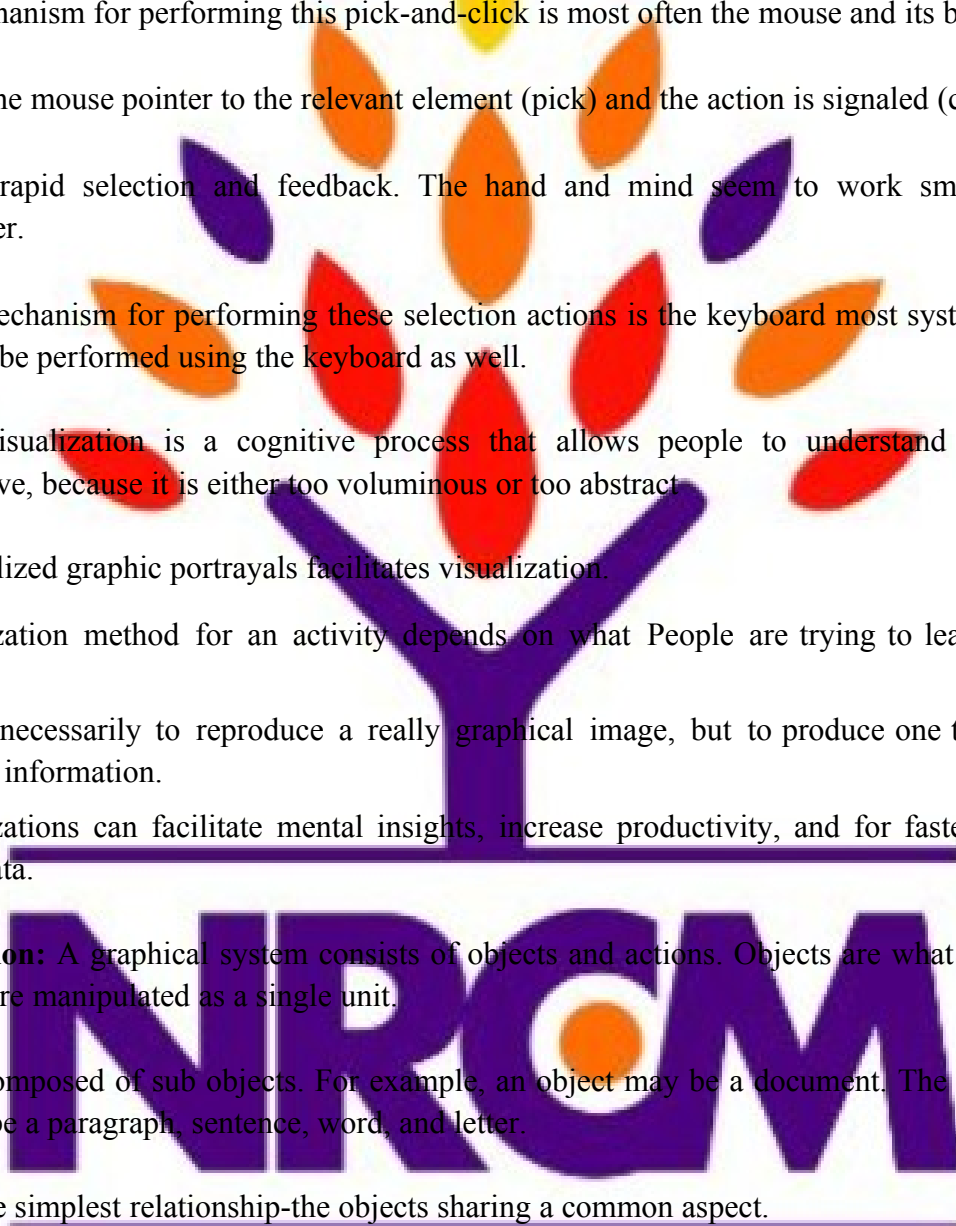 hanism for performing this pick-and-click is most often the mouse and its b
ne mouse pointer to the relevant element (pick) and the action is signaled (c
rapid selection and feedback. The hand and mind seem to work sm
er.
echanism for performing these selection actions is the keyboard most syst
be performed using the keyboard as well.
isualization is a cognitive process that allows people to understand
ve, because it is either too voluminous or too abstract
lized graphic portrayals facilitates visualization.
zation method for an activity depends on what People are trying to lea
necessarily to reproduce a really graphical image, but to produce one t
information.
zations can facilitate mental insights, increase productivity, and for faste
ata.
on: A graphical system consists of objects and actions. Objects are what
re manipulated as a single unit.
omposed of sub objects. For example, an object may be a document. The
be a paragraph, sentence, word, and letter.
e simplest relationship-the objects sharing a common aspect.
NRCM